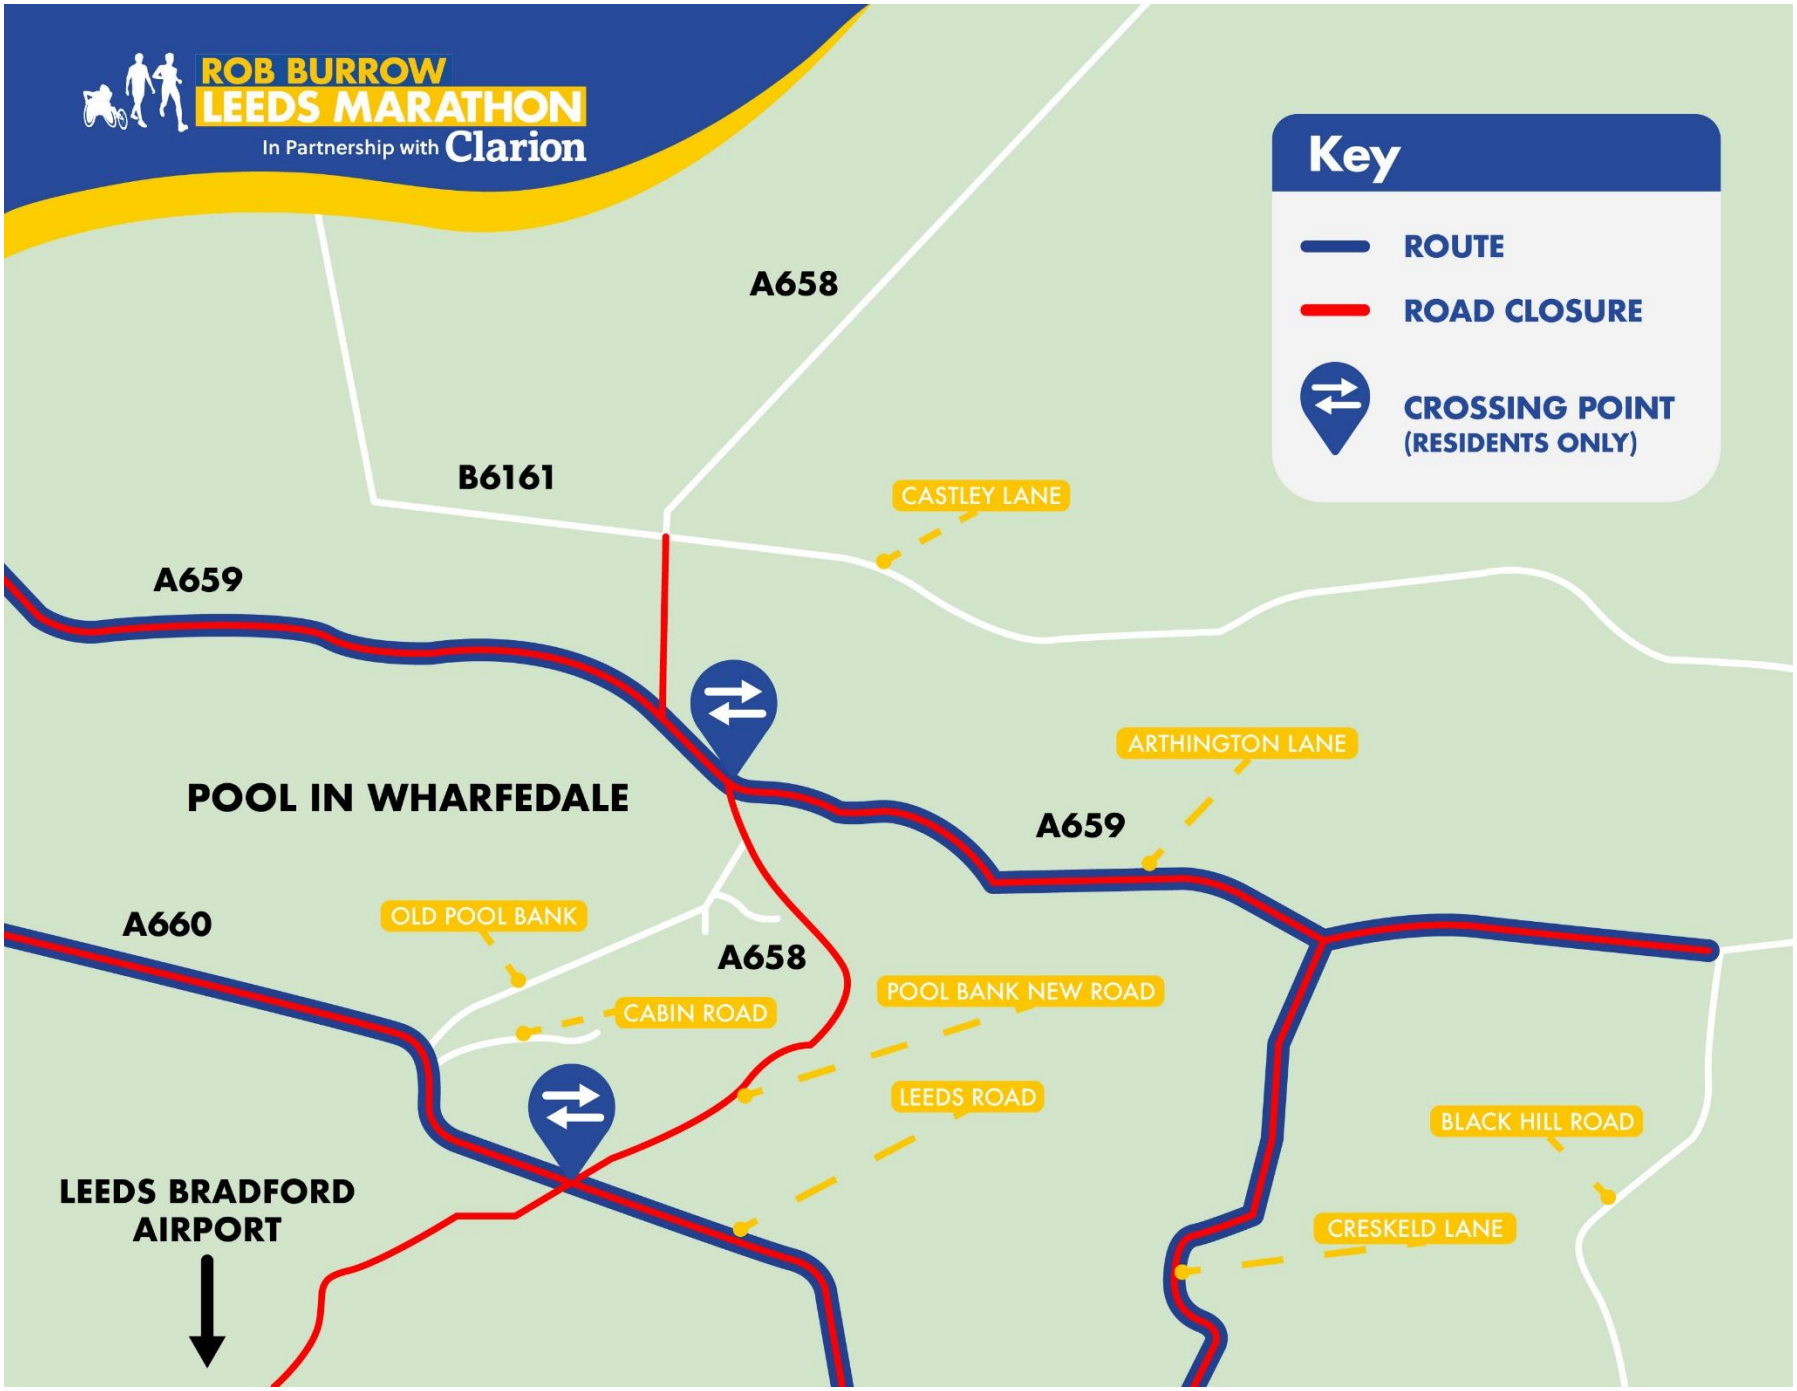 ROB BURROW
LEEDS MARATHON
In Partnership with Clarion
Key
ROUTE
ROAD CLOSURE
CROSSING POINT
(RESIDENTS ONLY)
A658
B6161
CASTLEY LANE
A659
ARTHINGTON LANE
POOL IN WHARFEDALE
A659
OLD POOL BANK
A660
A658
POOL BANK NEW ROAD
CABIN ROAD
LEEDS ROAD
BLACK HILL ROAD
LEEDS BRADFORD
AIRPORT
CRESKELD LANE